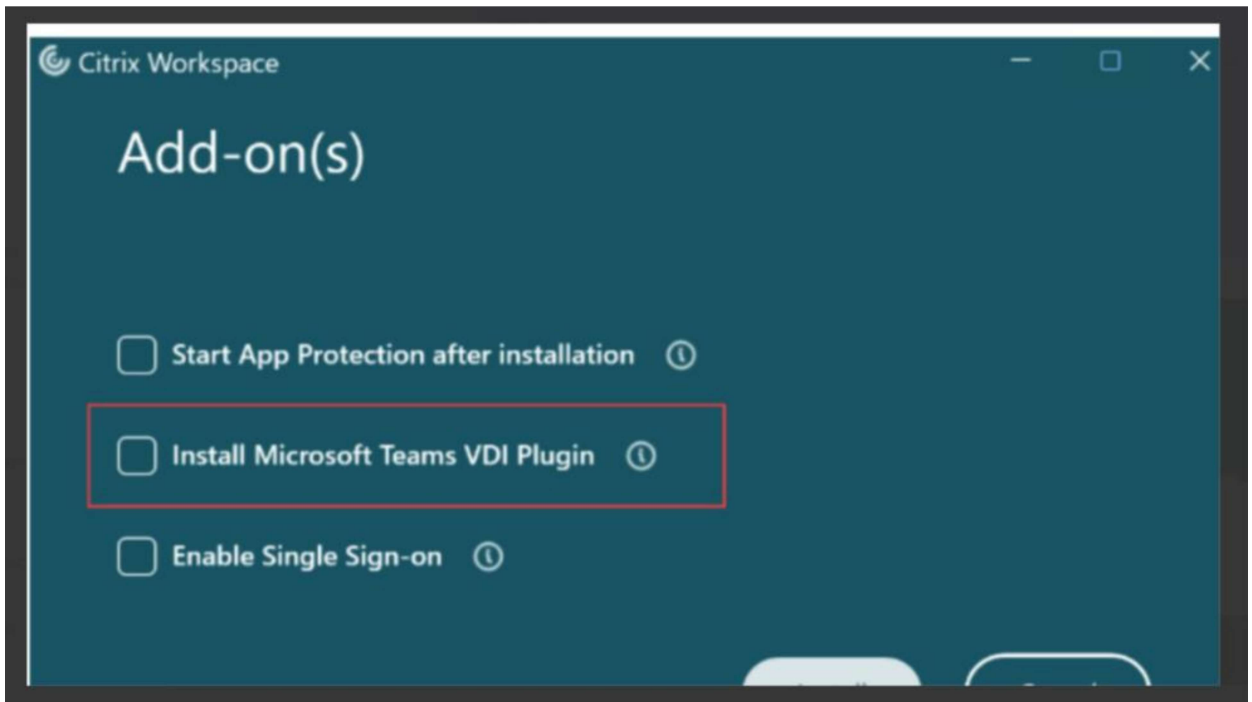 Citrix Workspace
Add-on(s)
Start App Protection after installation
Install Microsoft Teams VDI Plugin
Enable Single Sign-on